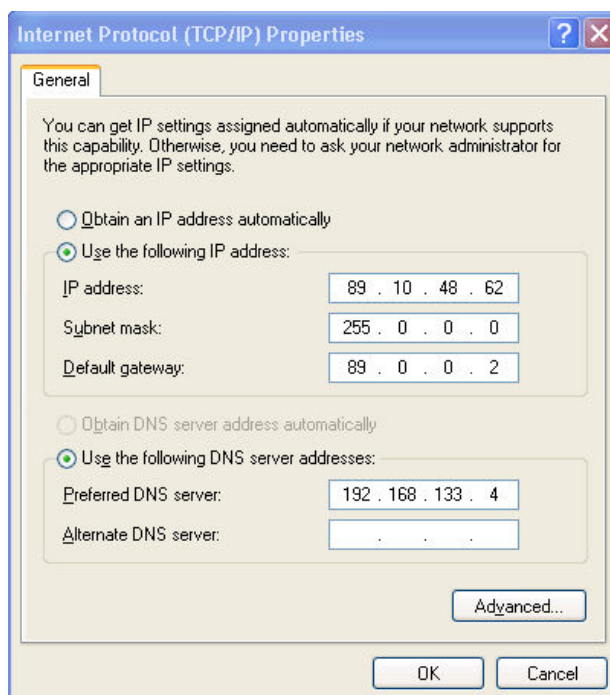 Internet Protocol (TCP/IP) Properties
General
You can get IP settings assigned automatically if your network supports
this capability. Otherwise, you need to ask your network administrator for
the appropriate IP settings.
Obtain an IP address automatically
Use the following IP address:
IP address: 89 . 10 . 48 . 62
Subnet mask: 255 . 0 . 0 . 0
Default gateway: 89 . 0 . 0 . 2
Obtain DNS server address automatically
Use the following DNS server addresses:
Preferred DNS server: 192 . 168 . 133 . 4
Alternate DNS server: . . .
Advanced...
OK Cancel